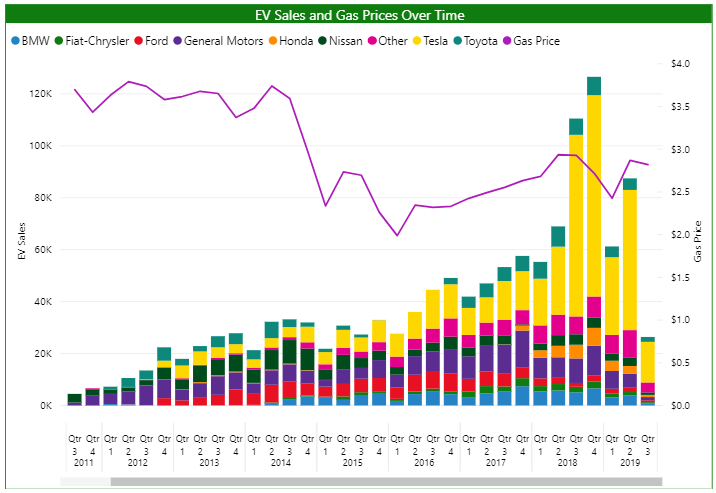 EV Sales and Gas Prices Over Time
BMW Fiat-Chrysler Ford General Motors Honda Nissan Other Tesla Toyota Gas Price
$4.0
120K
$3.5
100K
$3.0
80K
$2.5
EV Sales
$2.0
Gas Price
60K
$1.5
40K
$1.0
20K
$0.5
0K
$0.0
Qtr Qtr Qtr Qtr Qtr Qtr Qtr Qtr Qtr Qtr Qtr Qtr Qtr Qtr Qtr Qtr Qtr Qtr Qtr Qtr Qtr Qtr Qtr Qtr Qtr Qtr Qtr Qtr Qtr Qtr Qtr Qtr Qtr
3 4 1 2 3 4 1 2 3 4 1 2 3 4 1 2 3 4 1 2 3 4 1 2 3 4 1 2 3 4 1 2 3
2011 2012 2013 2014 2015 2016 2017 2018 2019